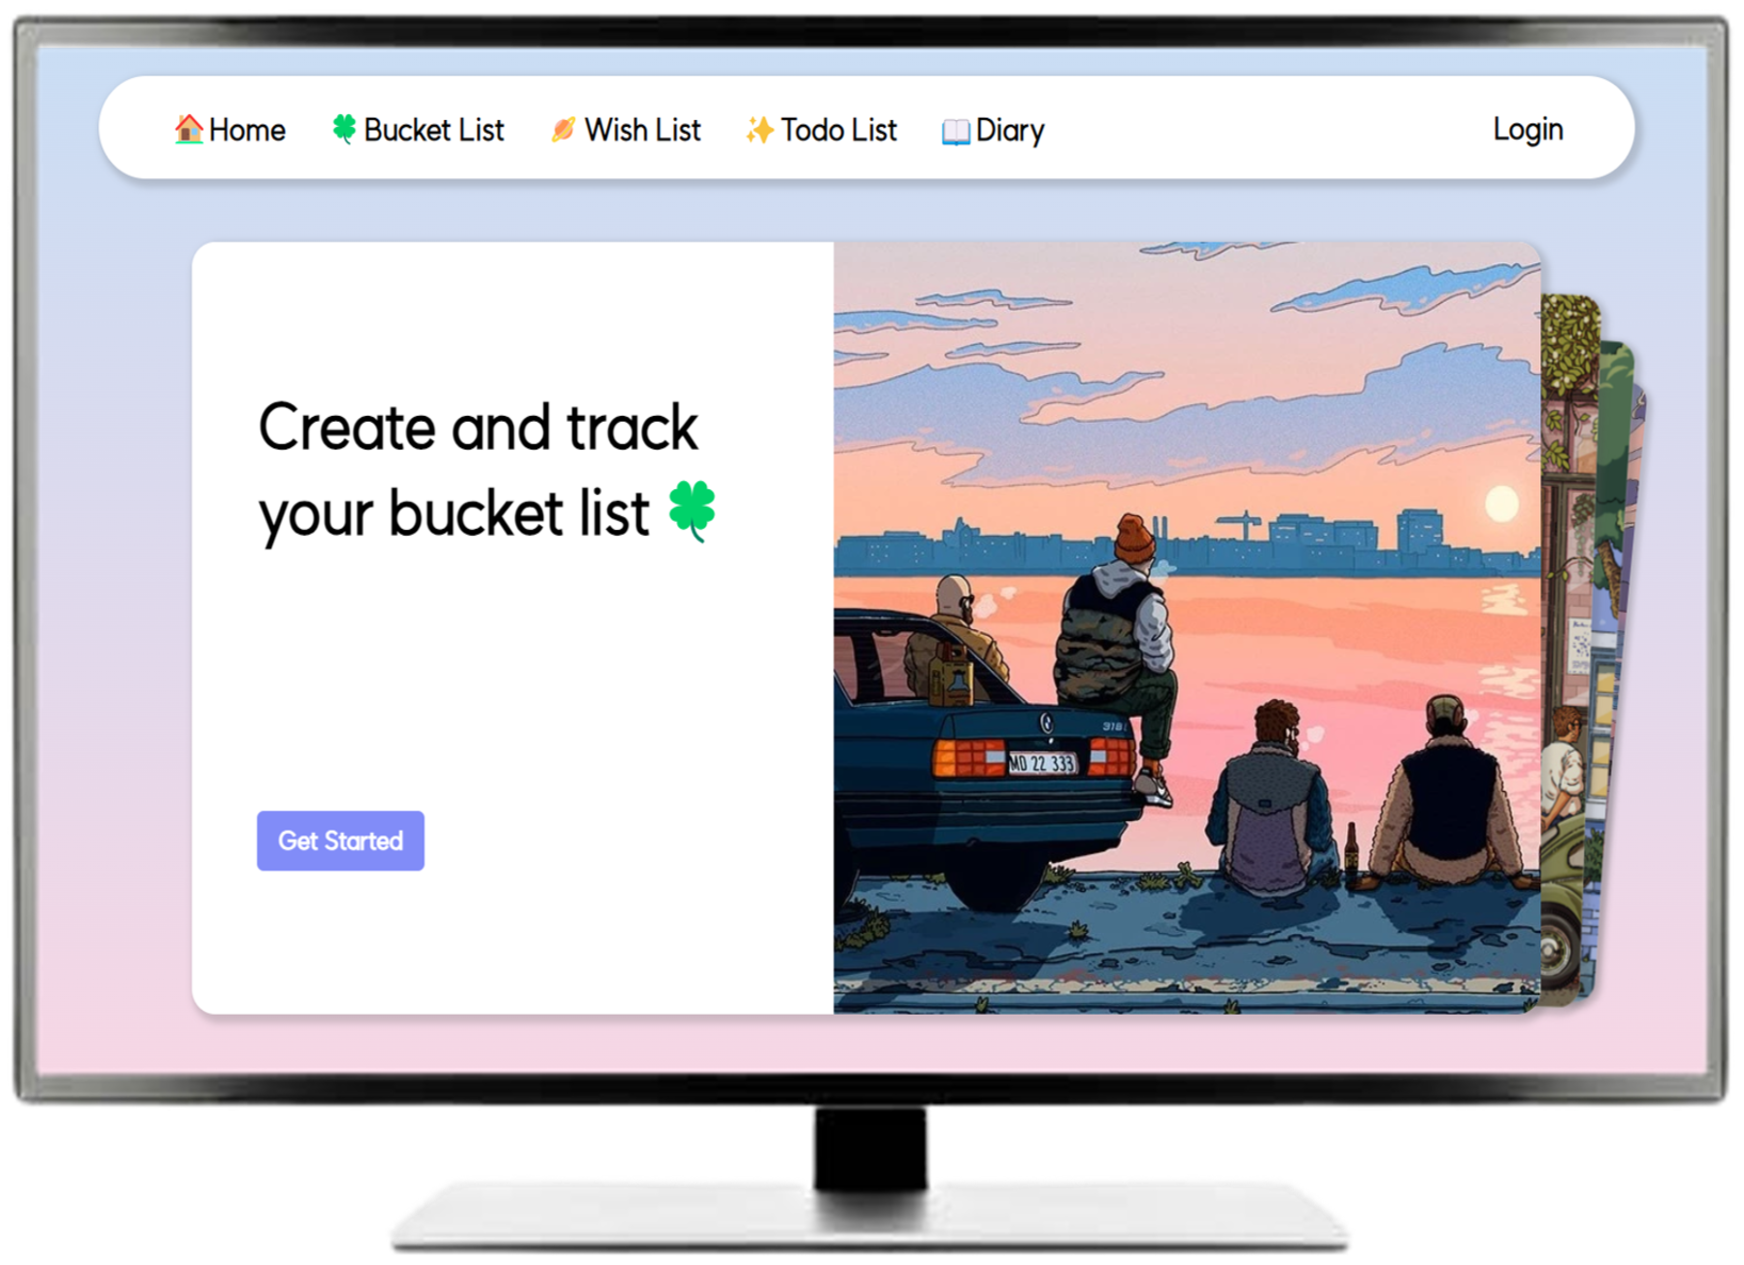 🏠Home 🍀Bucket List 🪐Wish List ✨Todo List 📖Diary Login
Create and track
your bucket list 🍀
Get Started
318i
MD 22 333